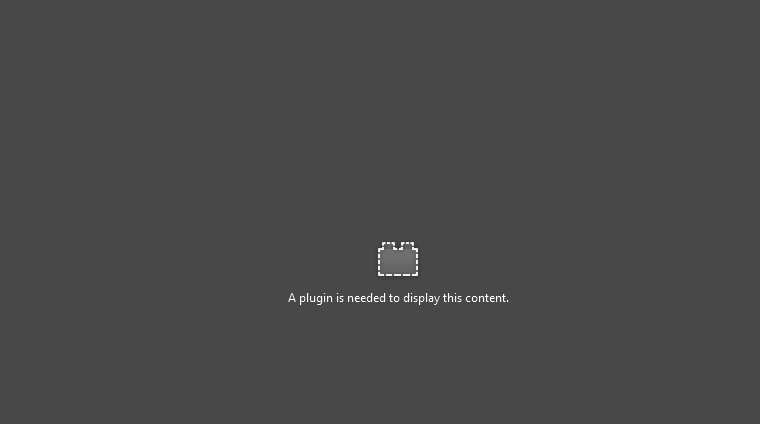 A plugin is needed to display this content.